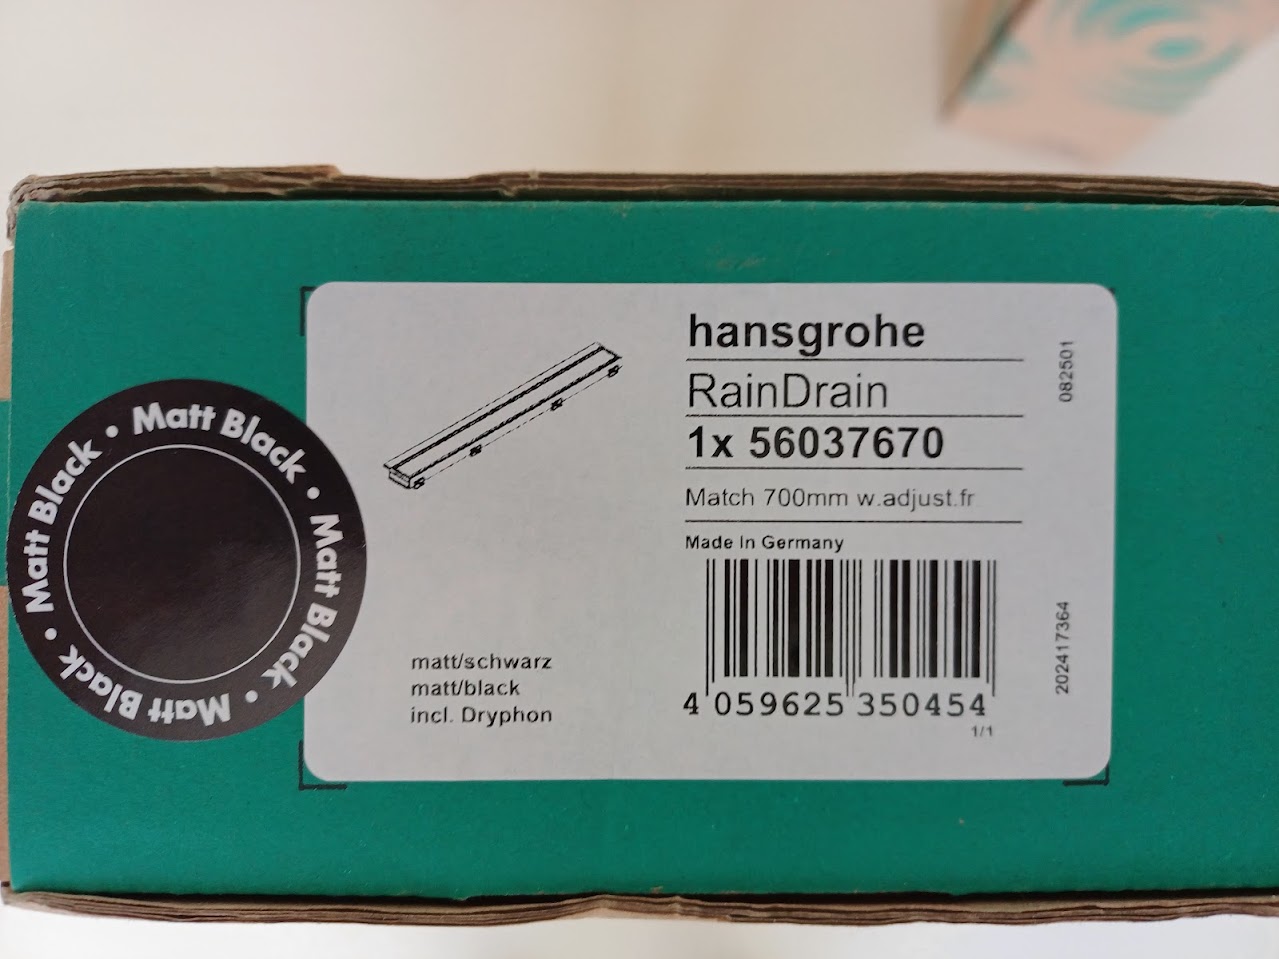 Matt Black • Matt Black • Matt Black • Matt Black •
hansgrohe
RainDrain
1x 56037670
Match 700mm w.adjust.fr
Made In Germany
4 059625 350454
1/1
matt/schwarz
matt/black
incl. Dryphon
082501
202417364